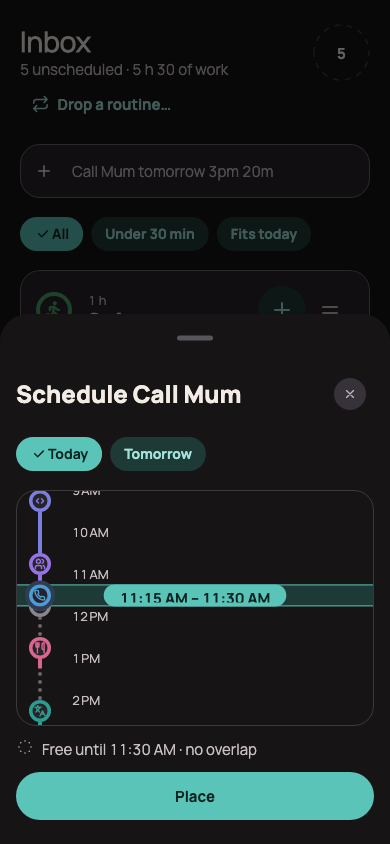 Inbox
5 unscheduled · 5 h 30 of work
5
Drop a routine...
Call Mum tomorrow 3pm 20m
All
Under 30 min
Fits today
1 h
Schedule Call Mum
Today
Tomorrow
9 AM
10 AM
11 AM
11:15 AM – 11:30 AM
12 PM
1 PM
2 PM
Free until 11:30 AM · no overlap
Place